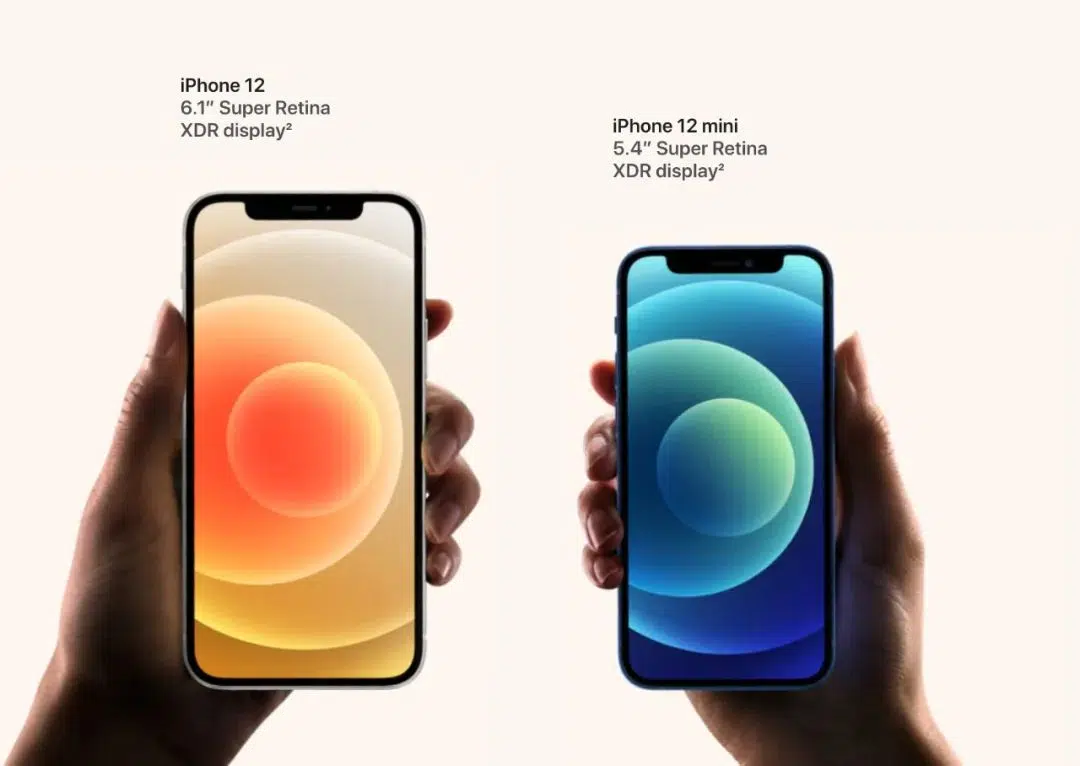 iPhone 12
6.1″ Super Retina
XDR display²
iPhone 12 mini
5.4″ Super Retina
XDR display²